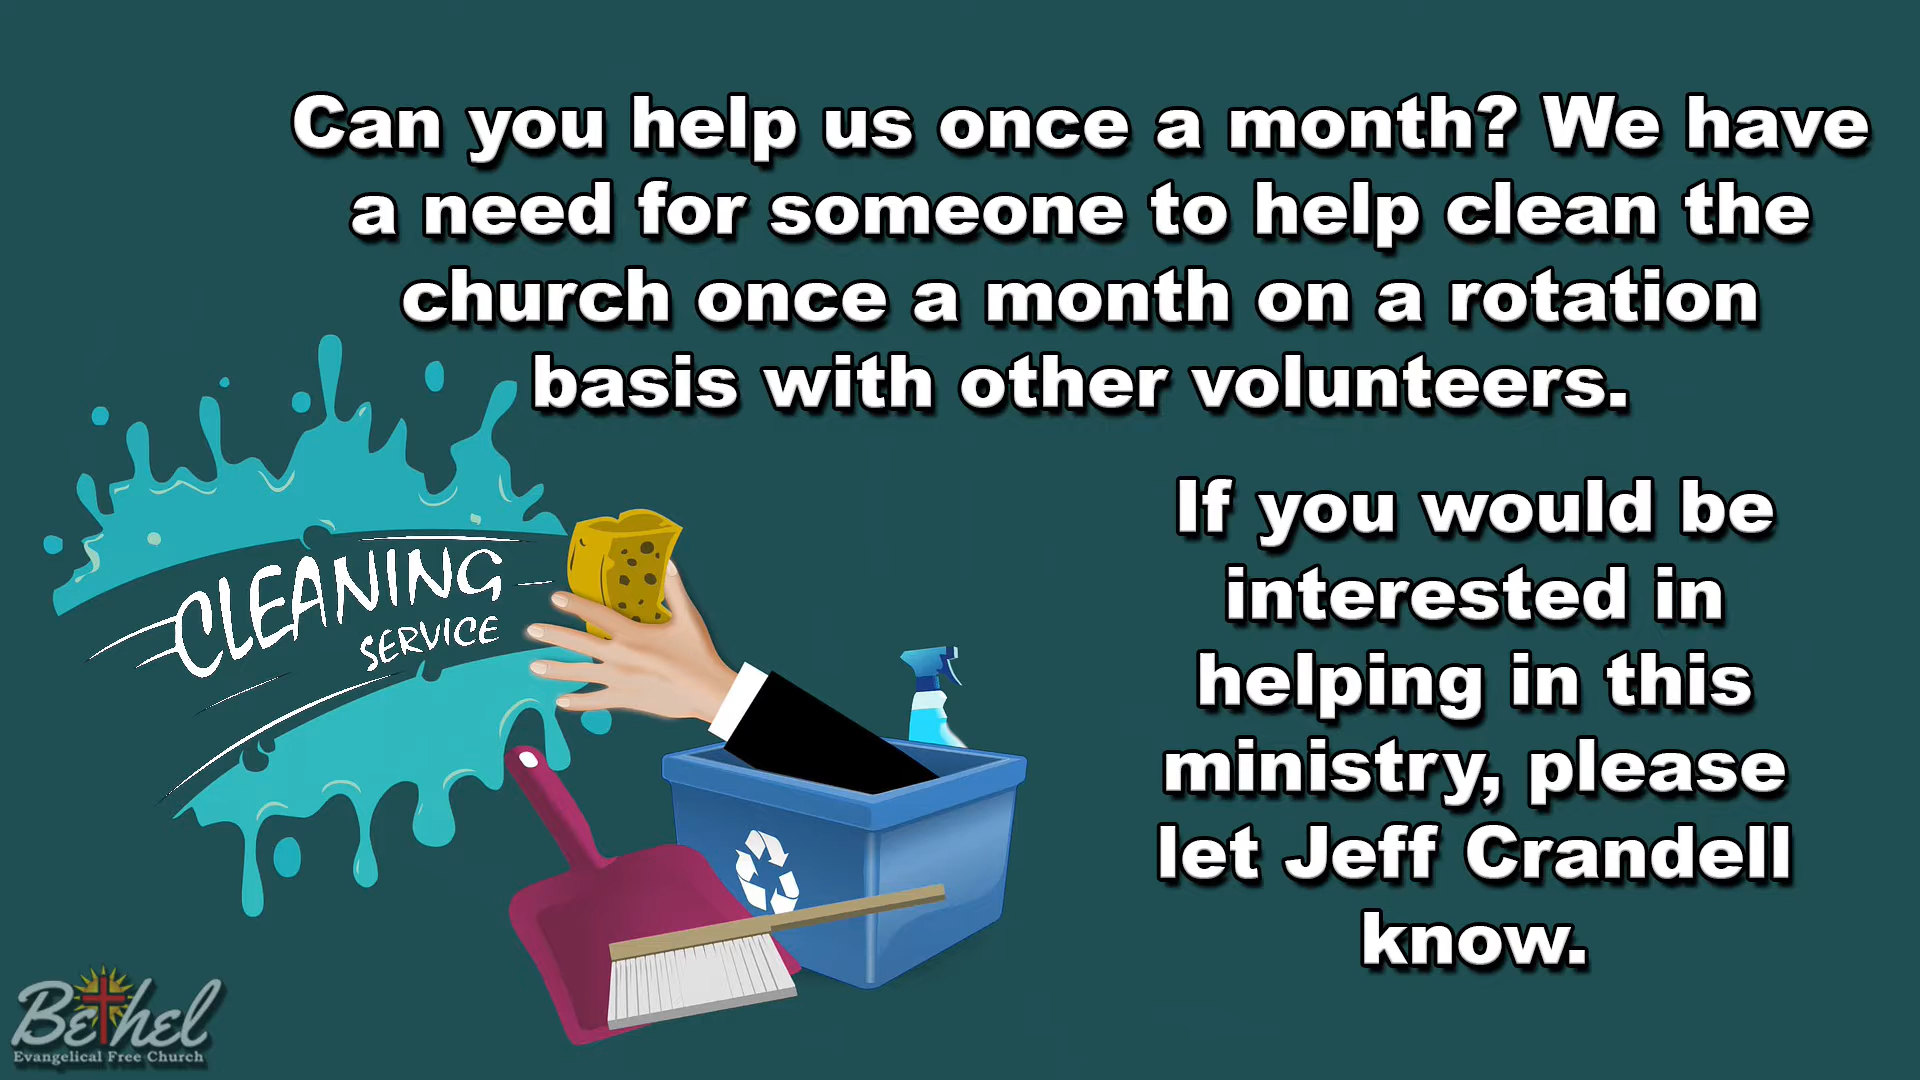 Can you help us once a month? We have
a need for someone to help clean the
church once a month on a rotation
basis with other volunteers.
CLEANING
SERVICE
If you would be
interested in
helping in this
ministry, please
let Jeff Crandell
know.
Bethel
Evangelical Free Church